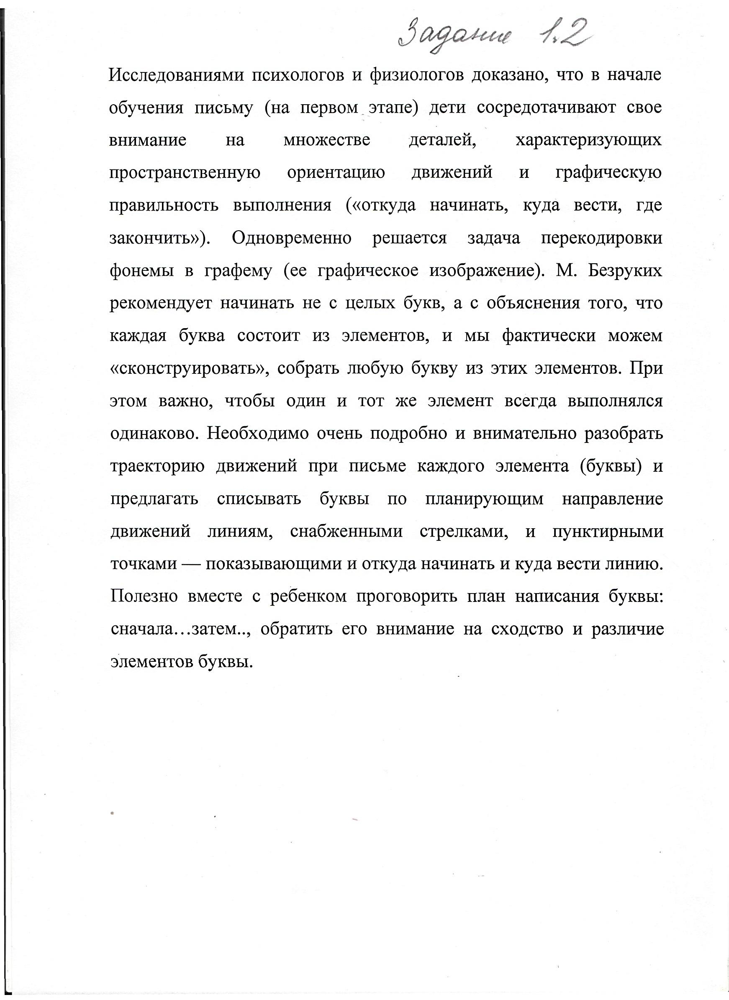 Задание 1.2
Исследованиями психологов и физиологов доказано, что в начале
обучения письму (на первом этапе) дети сосредотачивают свое
внимание на множестве деталей, характеризующих
пространственную ориентацию движений и графическую
правильность выполнения («откуда начинать, куда вести, где
закончить»). Одновременно решается задача перекодировки
фонемы в графему (ее графическое изображение). М. Безруких
рекомендует начинать не с целых букв, а с объяснения того, что
каждая буква состоит из элементов, и мы фактически можем
«сконструировать», собрать любую букву из этих элементов. При
этом важно, чтобы один и тот же элемент всегда выполнялся
одинаково. Необходимо очень подробно и внимательно разобрать
траекторию движений при письме каждого элемента (буквы) и
предлагать списывать буквы по планирующим направление
движений линиям, снабженными стрелками, и пунктирными
точками — показывающими и откуда начинать и куда вести линию.
Полезно вместе с ребенком проговорить план написания буквы:
сначала…затем.., обратить его внимание на сходство и различие
элементов буквы.